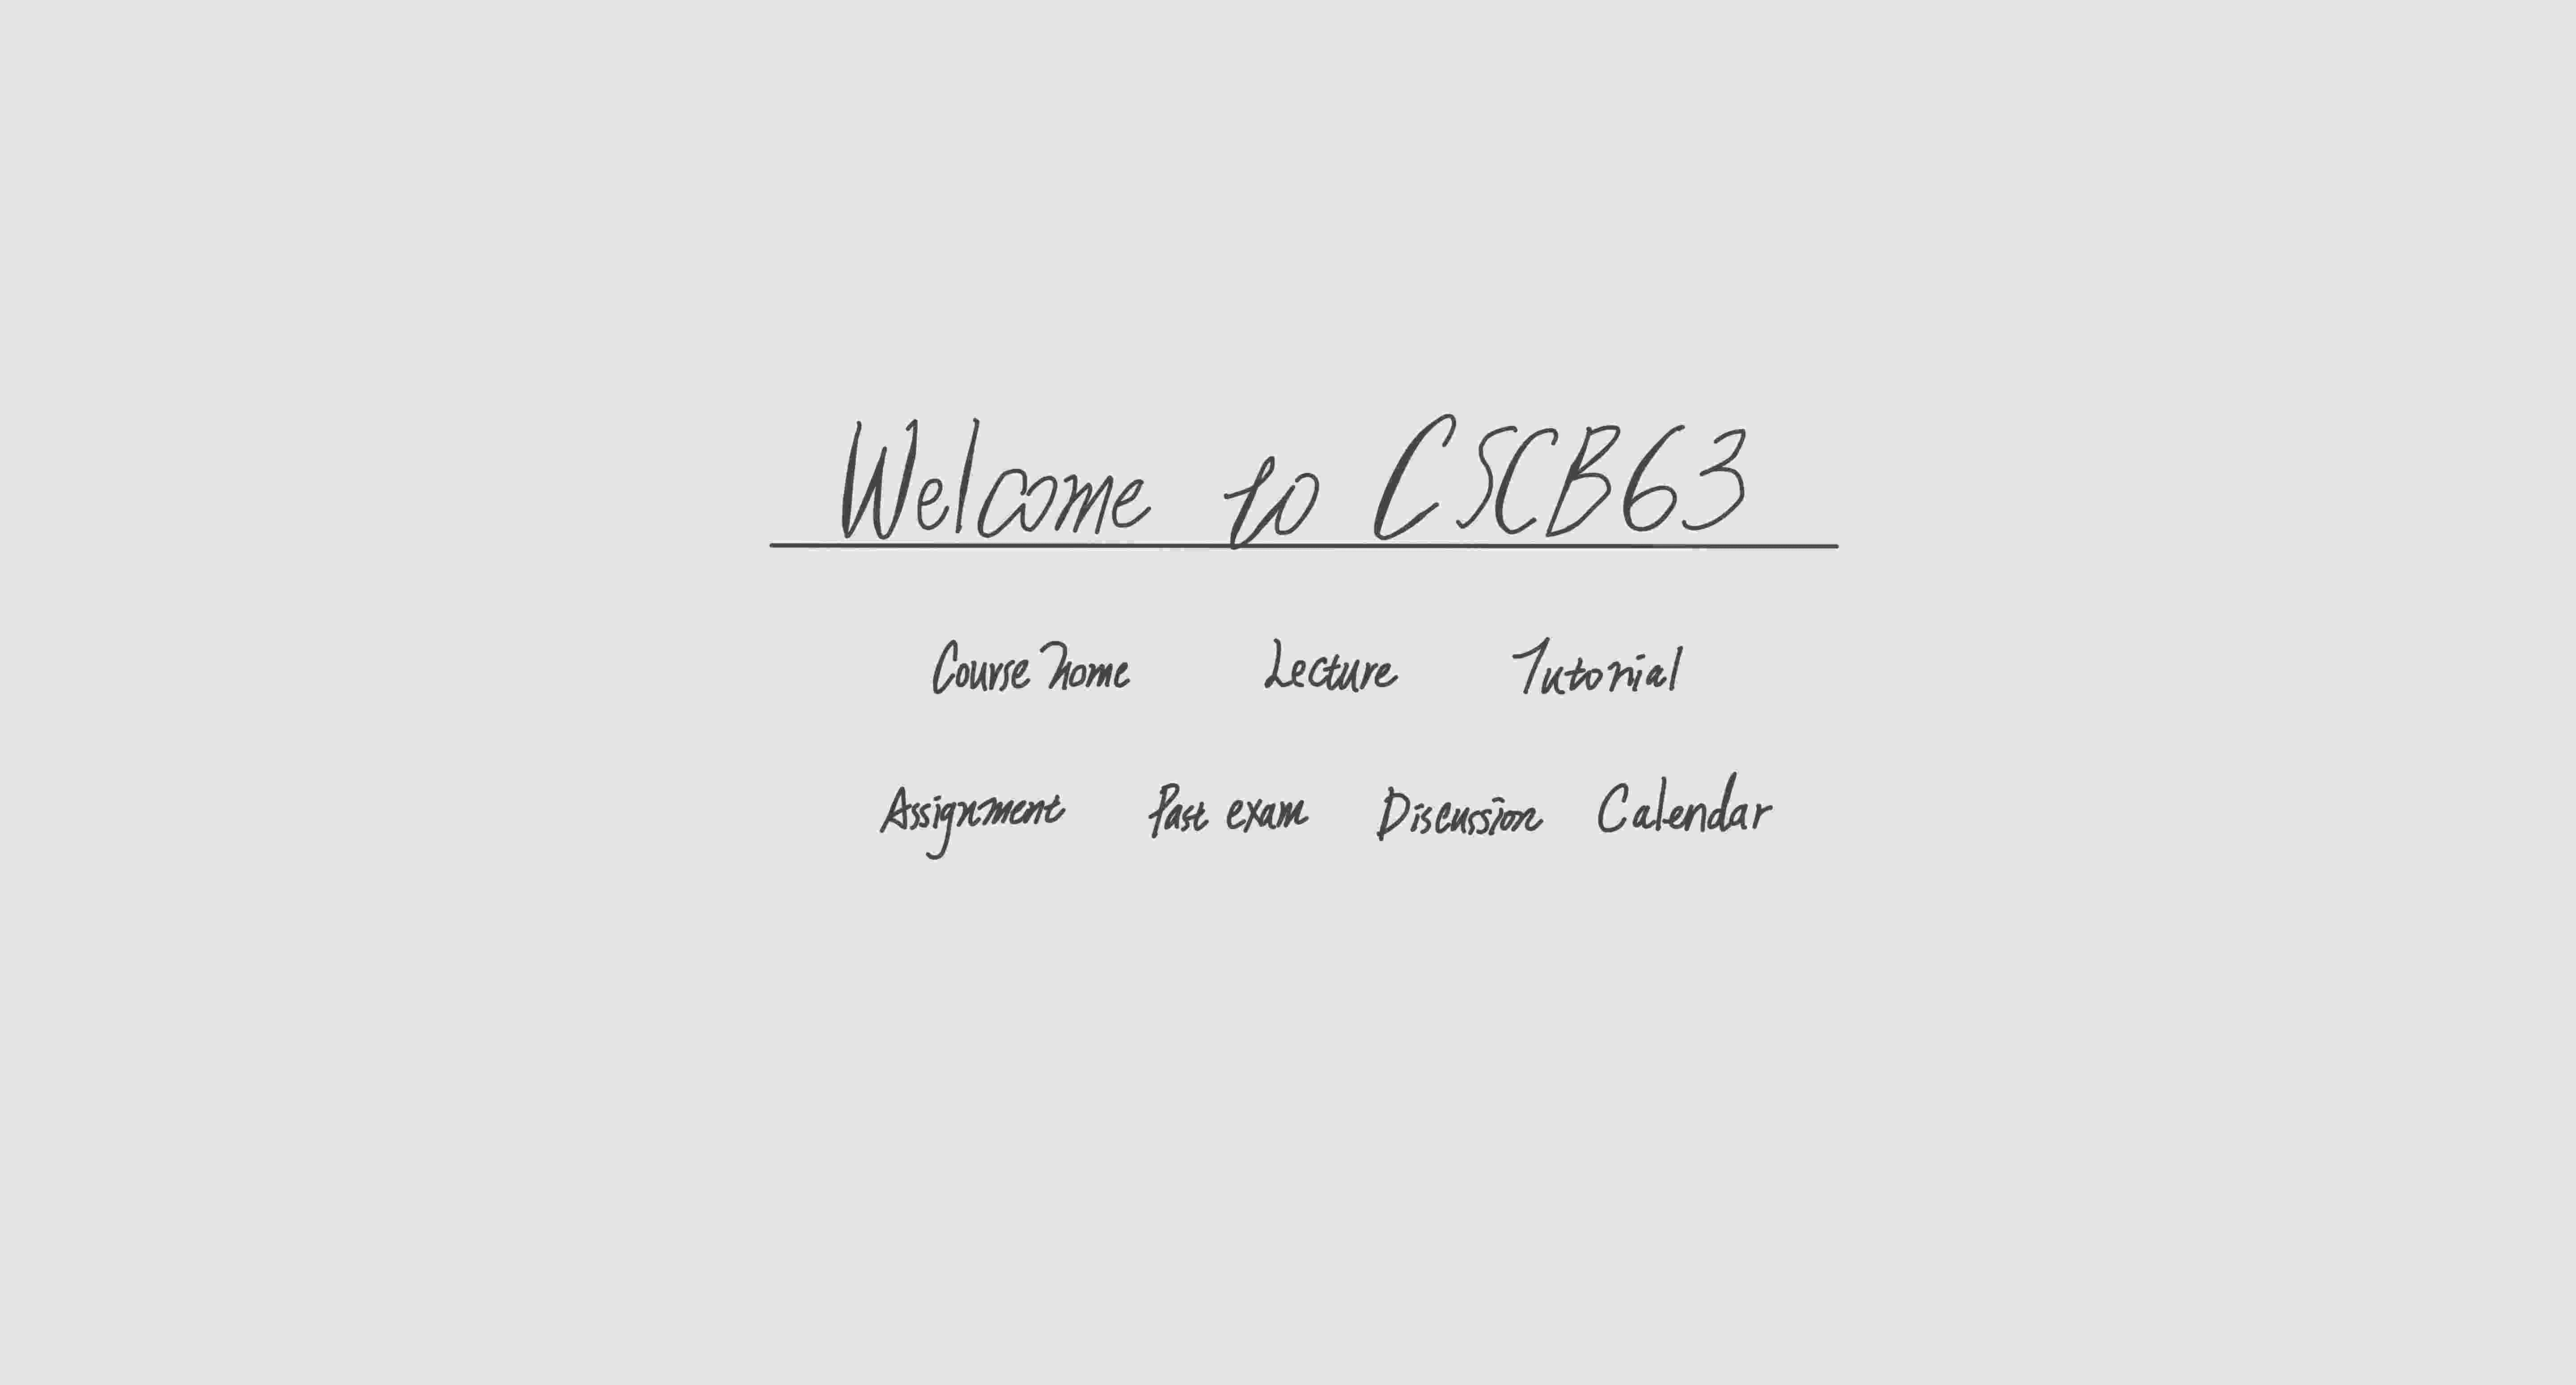 Welcome to CSCB63
Course home Lecture Tutorial
Assignment Past exam Discussion Calendar